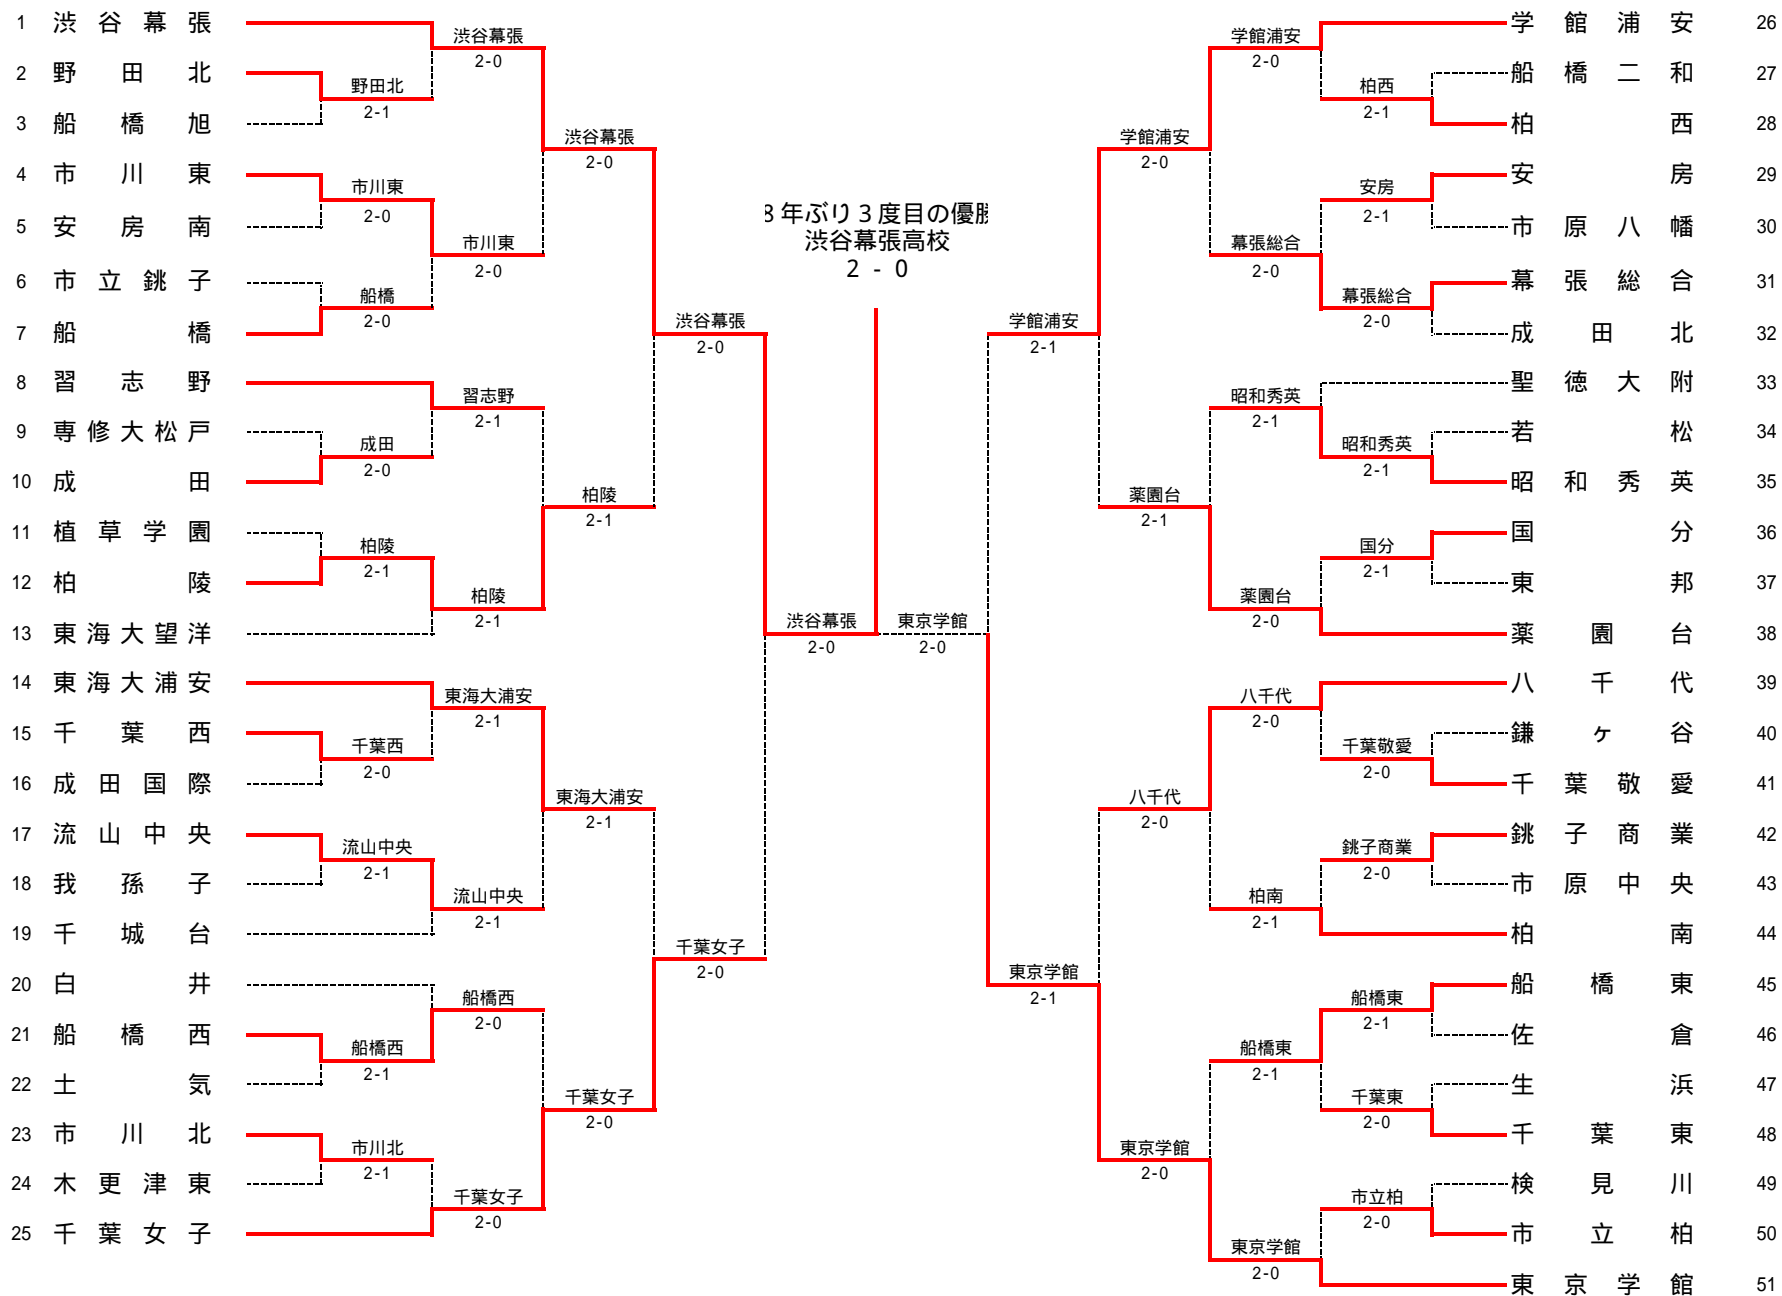 1 渋谷幕張
2 野田北
3 船橋旭
4 市川東
5 安房南
6 市立銚子
7 船橋
8 習志野
9 専修大松戸
10 成田
11 植草学園
12 柏陵
13 東海大望洋
14 東海大浦安
15 千葉西
16 成田国際
17 流山中央
18 我孫子
19 千城台
20 白井
21 船橋西
22 土気
23 市川北
24 木更津東
25 千葉女子
野田北
2-1
市川東
2-0
船橋
2-0
成田
2-0
柏陵
2-1
千葉西
2-0
流山中央
2-1
船橋西
2-1
市川北
2-1
渋谷幕張
2-0
市川東
2-0
習志野
2-1
柏陵
2-1
東海大浦安
2-1
流山中央
2-1
船橋西
2-0
千葉女子
2-0
渋谷幕張
2-0
柏陵
2-1
東海大浦安
2-1
千葉女子
2-0
渋谷幕張
2-0
千葉女子
2-0
渋谷幕張
2-0
8年ぶり3度目の優勝
渋谷幕張高校
2 - 0
東京学館
2-0
学館浦安
2-1
東京学館
2-1
学館浦安
2-0
薬園台
2-1
八千代
2-0
東京学館
2-0
学館浦安
2-0
幕張総合
2-0
昭和秀英
2-1
薬園台
2-0
八千代
2-0
柏南
2-1
船橋東
2-1
東京学館
2-0
柏西
2-1
安房
2-1
幕張総合
2-0
昭和秀英
2-1
国分
2-1
千葉敬愛
2-0
銚子商業
2-0
船橋東
2-1
千葉東
2-0
市立柏
2-0
学館浦安 26
船橋二和 27
柏西 28
安房 29
市原八幡 30
幕張総合 31
成田北 32
聖徳大附 33
若松 34
昭和秀英 35
国分 36
東邦 37
薬園台 38
八千代 39
鎌ヶ谷 40
千葉敬愛 41
銚子商業 42
市原中央 43
柏南 44
船橋東 45
佐倉 46
生浜 47
千葉東 48
検見川 49
市立柏 50
東京学館 51